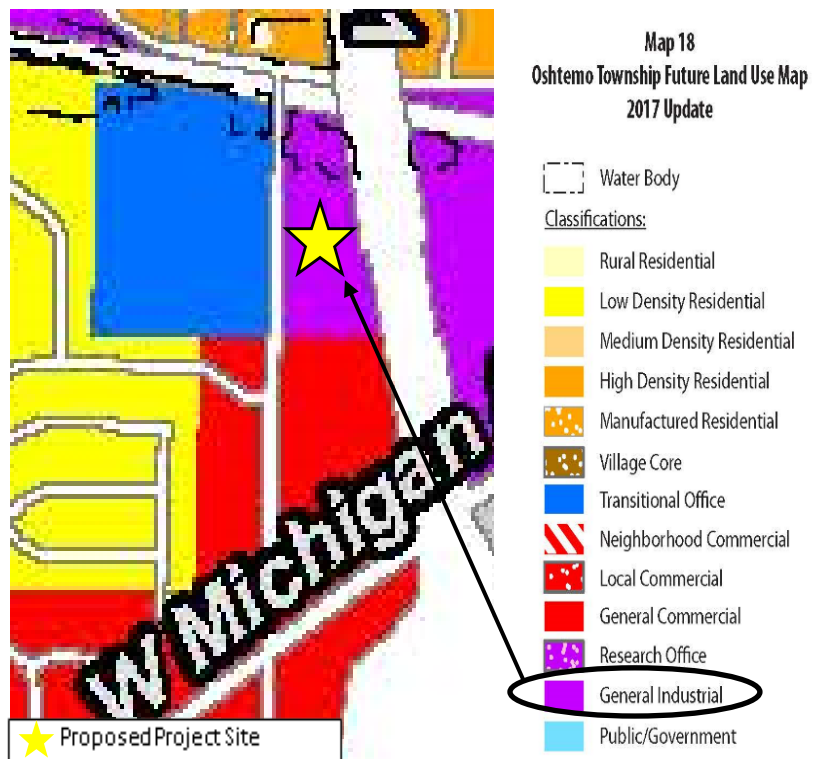 Map 18
Oshtemo Township Future Land Use Map
2017 Update
Water Body
Classifications:
Rural Residential
Low Density Residential
Medium Density Residential
High Density Residential
Manufactured Residential
Village Core
Transitional Office
Neighborhood Commercial
Local Commercial
General Commercial
Research Office
General Industrial
Public/Government
W Michigan
Proposed Project Site